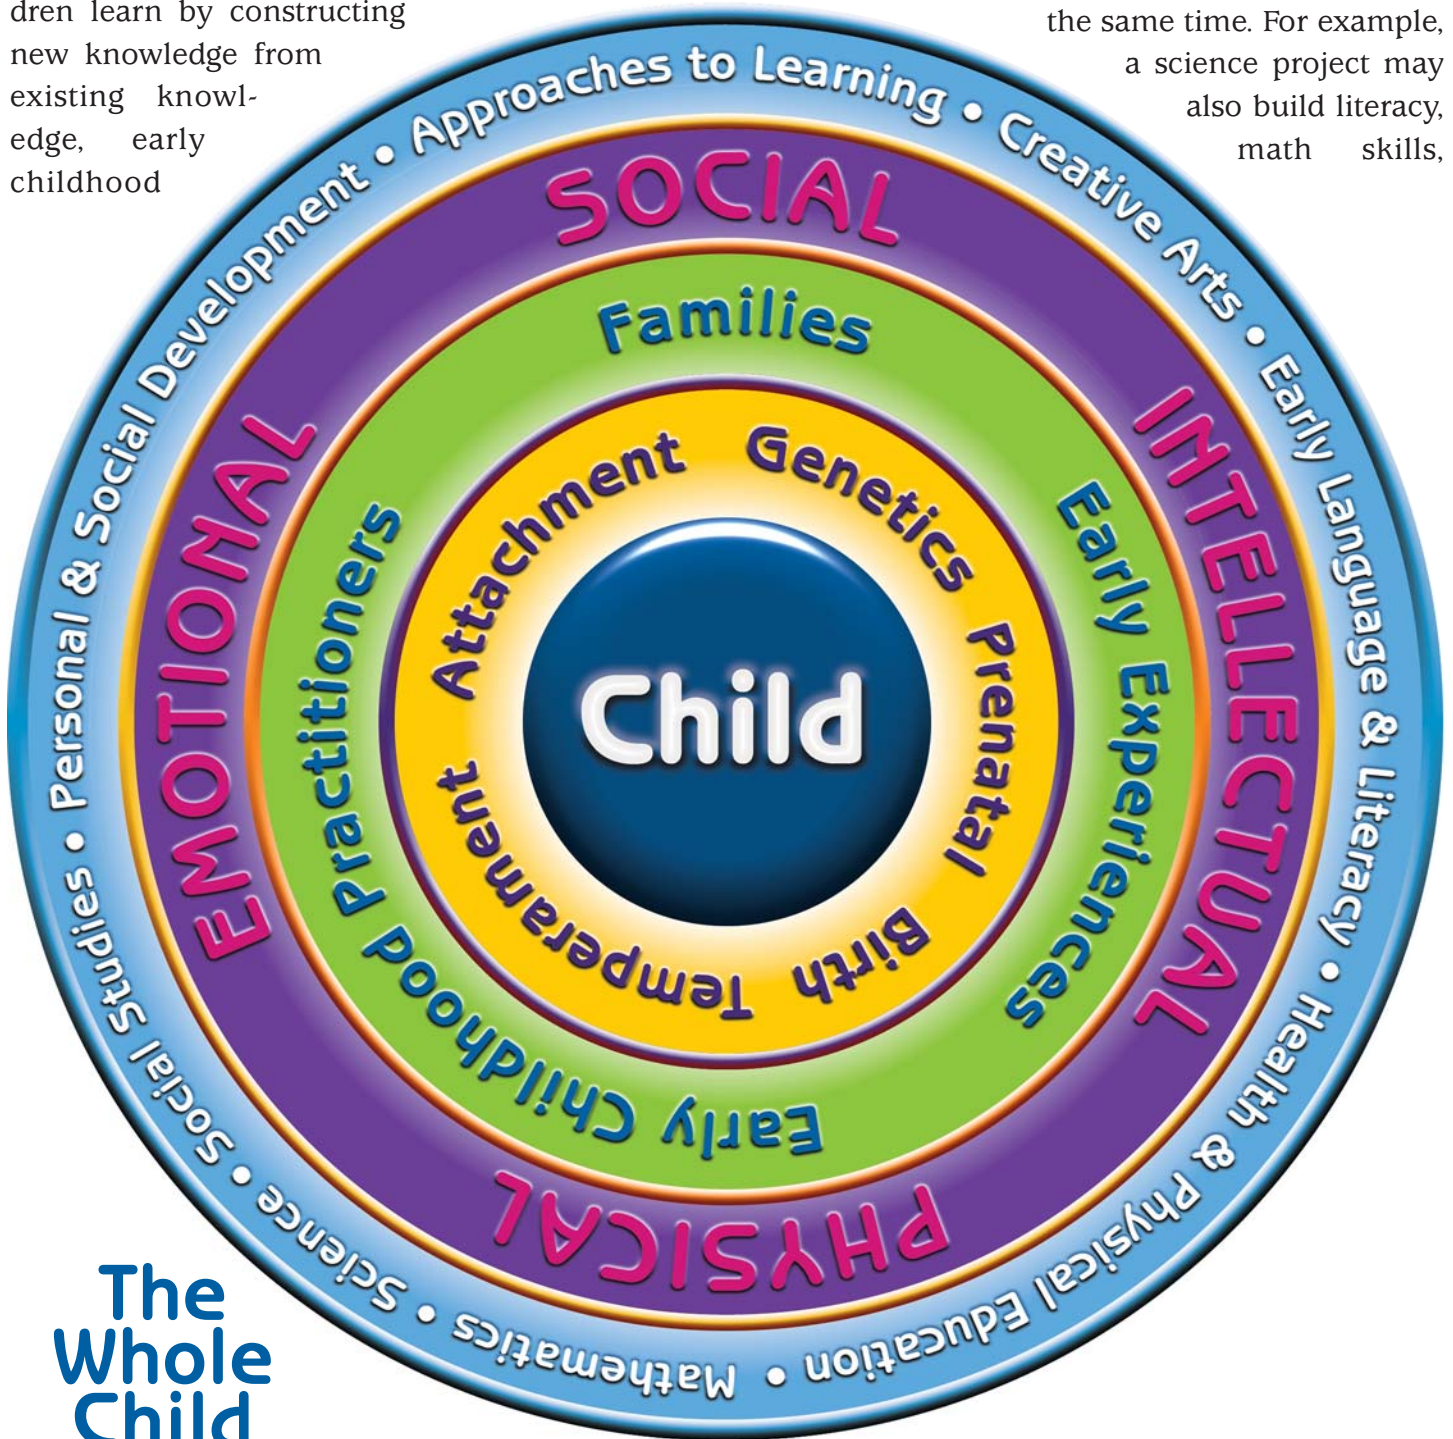 dren learn by constructing
new knowledge from
existing knowl-
edge, early
childhood
the same time. For example,
a science project may
also build literacy,
math skills,
Approaches to Learning • Creative Arts • Early Language & Literacy • Health & Physical Education • Mathematics • Science • Social Studies • Personal & Social Development •
SOCIAL
INTELLECTUAL
PHYSICAL
EMOTIONAL
Families
Early Experiences
Early Childhood Practitioners
Genetics
Prenatal
Birth
Temperament
Attachment
Child
The
Whole
Child